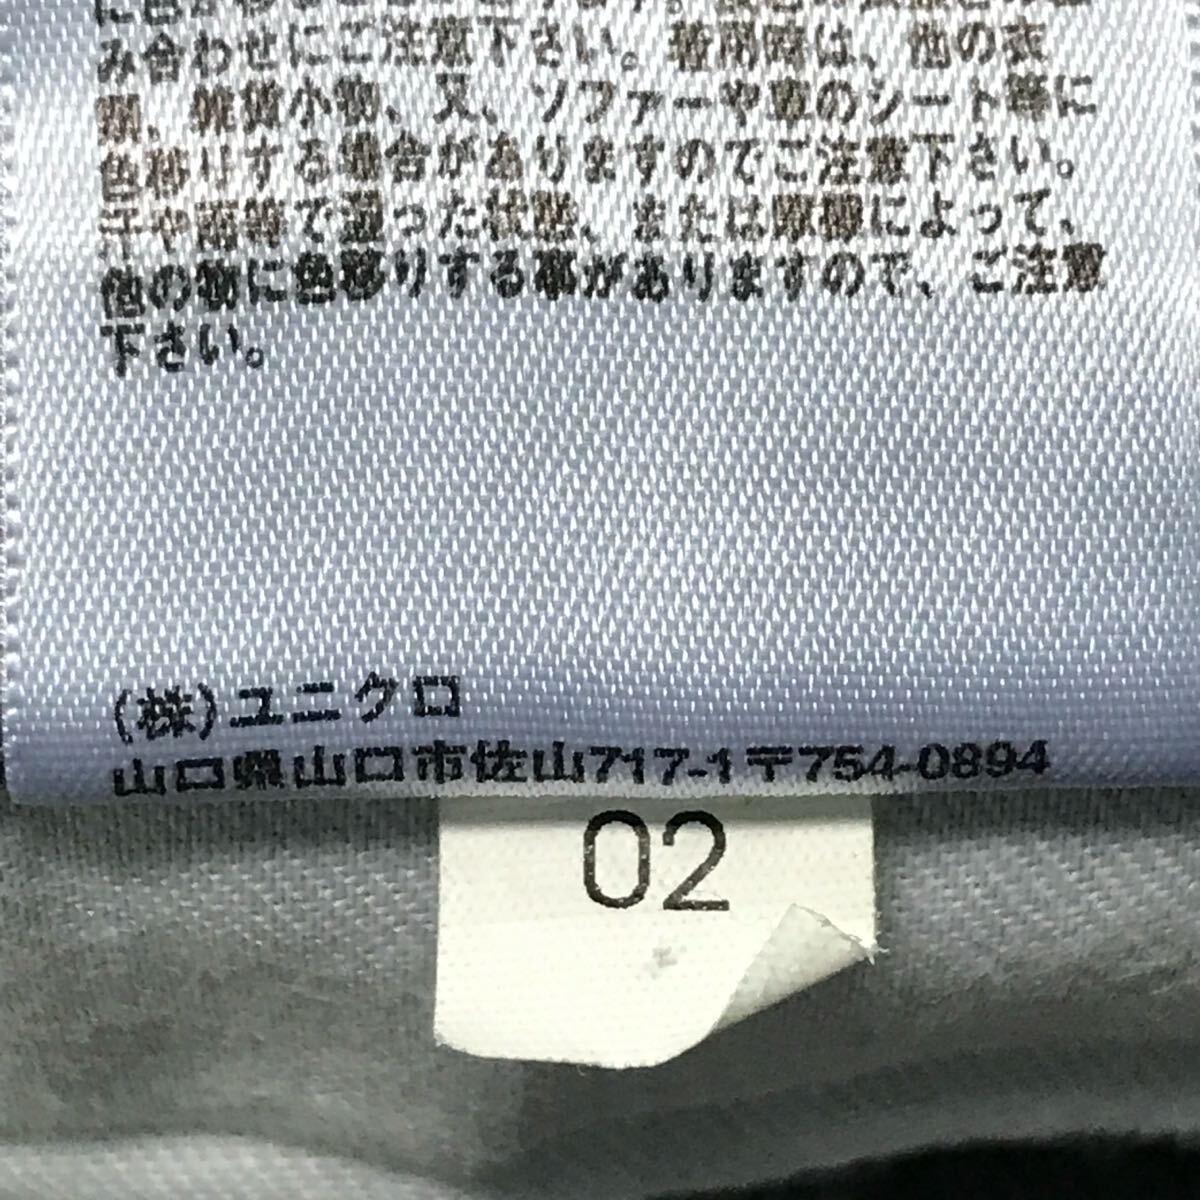 み合わせにご注意下さい。着用時は、他の衣
類、雑貨小物、又、ソファーや車のシート等に
色移りする場合がありますのでご注意下さい。
汗や雨等で湿った状態、または摩擦によって、
他の物に色移りする事がありますので、ご注意
下さい。
(株)ユニクロ
山口県山口市佐山717-1〒754-0894
02